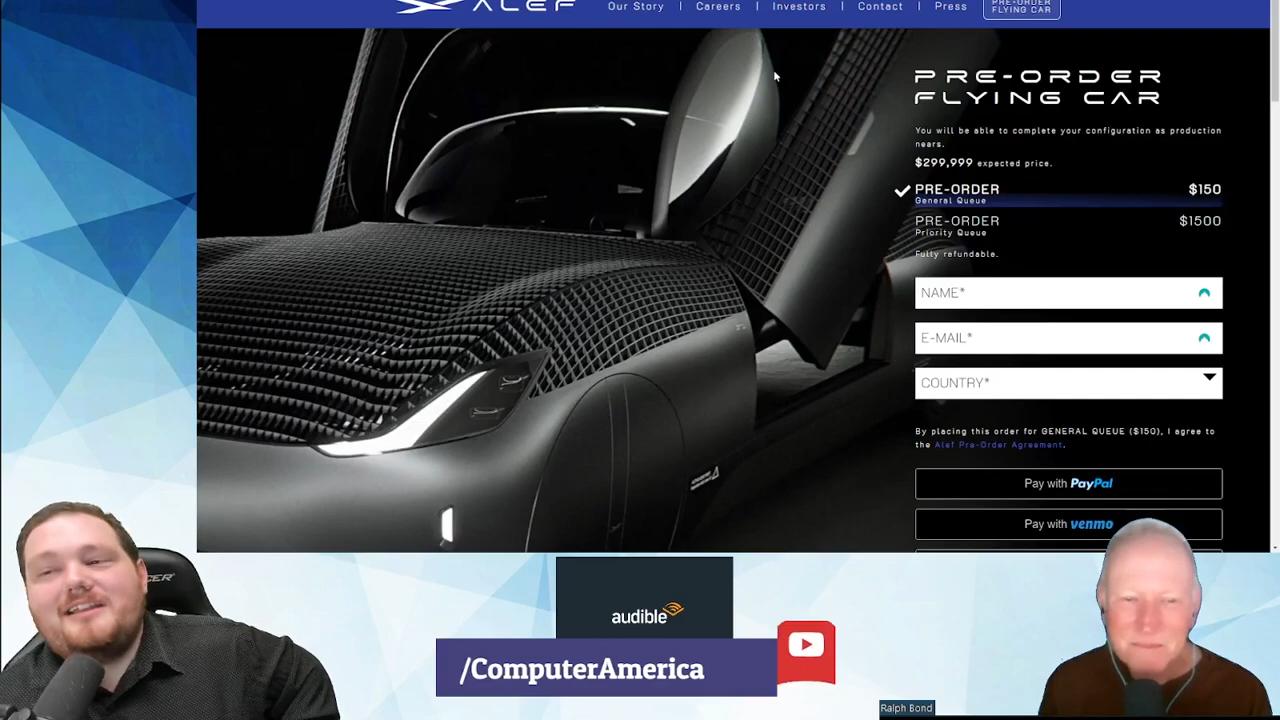 ALEF
Our Story | Careers | Investors | Contact | Press
PRE-ORDER
FLYING CAR
PRE-ORDER
FLYING CAR
You will be able to complete your configuration as production
nears.
$299,999 expected price.
PRE-ORDER $150
General Queue
PRE-ORDER $1500
Priority Queue
Fully refundable.
NAME*
E-MAIL*
COUNTRY*
By placing this order for GENERAL QUEUE ($150), I agree to
the Alef Pre-Order Agreement.
Pay with PayPal
Pay with venmo
audible
/ComputerAmerica
Ralph Bond